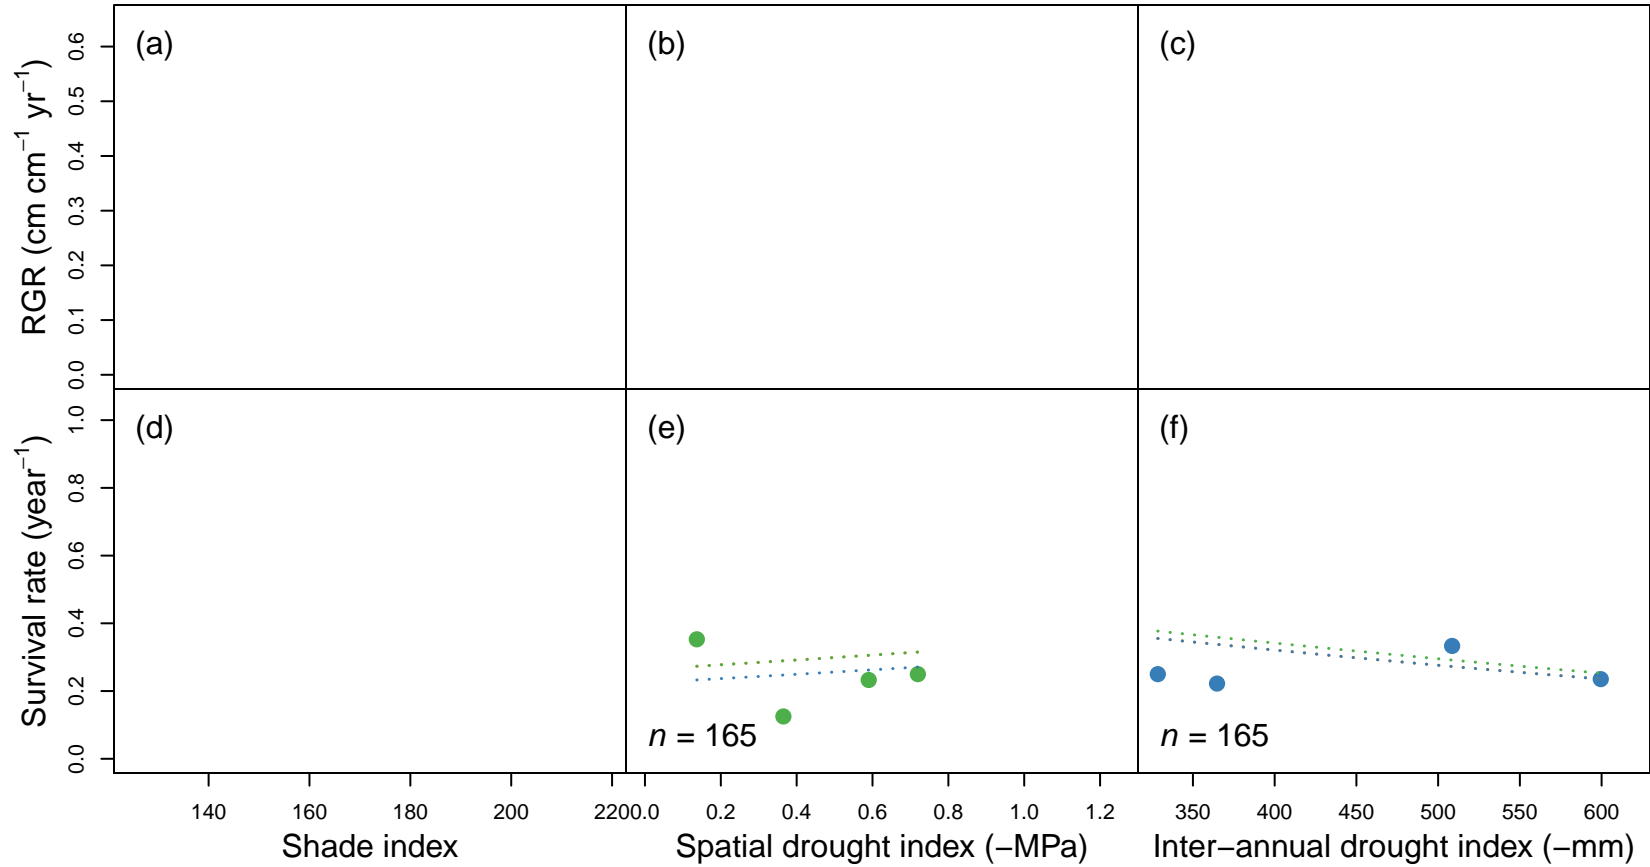 (a)
(b)
(c)
RGR (cm cm⁻¹ yr⁻¹)
0.6
0.5
0.4
0.3
0.2
0.1
0.0
(d)
(e)
(f)
Survival rate (year⁻¹)
1.0
0.8
0.6
0.4
0.2
0.0
n = 165
n = 165
140 160 180 200 220
0.0 0.2 0.4 0.6 0.8 1.0 1.2
350 400 450 500 550 600
Shade index
Spatial drought index (−MPa)
Inter−annual drought index (−mm)